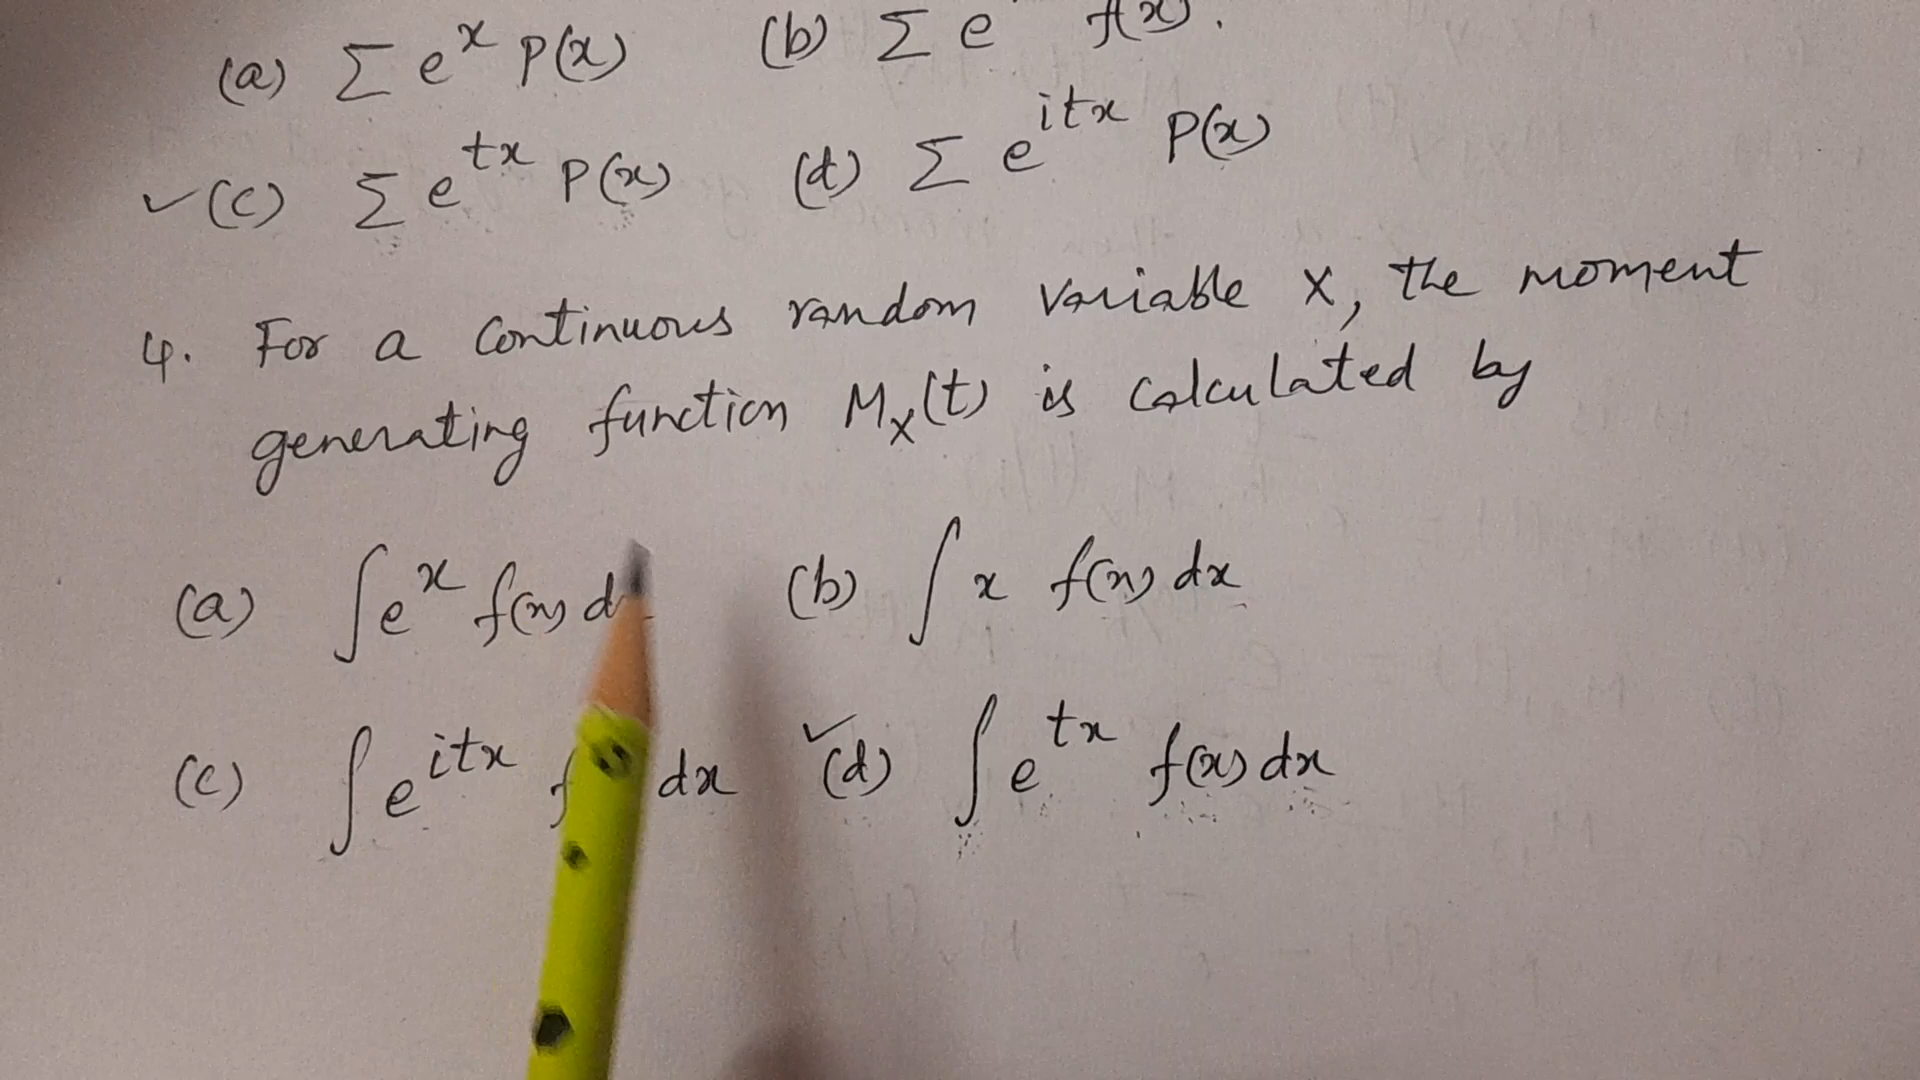 (a) Σ e^x P(x) (b) Σ e f(x).
✓(c) Σ e^tx P(x) (d) Σ e^itx P(x)
4. For a continuous random variable X, the moment
generating function M_X(t) is calculated by
(a) ∫e^x f(x) d (b) ∫ x f(x) dx
(c) ∫e^itx f dx ✓(d) ∫e^tx f(x) dx